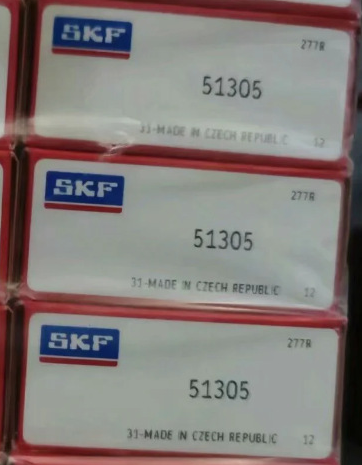 SKF
277R
51305
31-MADE IN CZECH REPUBLIC 12
SKF
277R
51305
31-MADE IN CZECH REPUBLIC 12
SKF
277R
51305
31-MADE IN CZECH REPUBLIC 12